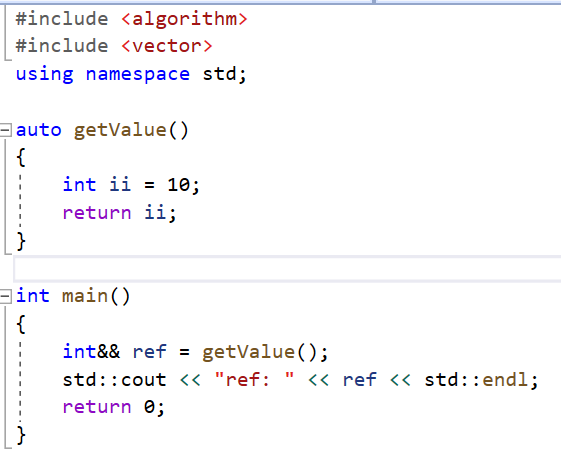 #include <algorithm>
#include <vector>
using namespace std;
auto getValue()
{
int ii = 10;
return ii;
}
int main()
{
int&& ref = getValue();
std::cout << "ref: " << ref << std::endl;
return 0;
}